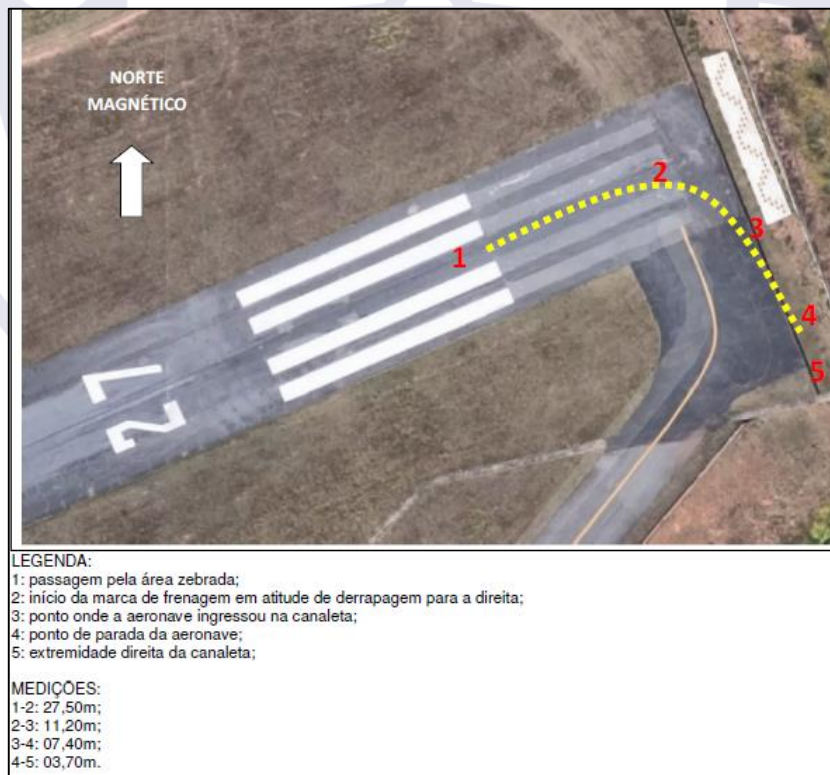 NORTE
MAGNÉTICO
2
1
3
4
5
27
LEGENDA:
1: passagem pela área zebrada;
2: início da marca de frenagem em atitude de derrapagem para a direita;
3: ponto onde a aeronave ingressou na canaleta;
4: ponto de parada da aeronave;
5: extremidade direita da canaleta;
MEDIÇÕES:
1-2: 27,50m;
2-3: 11,20m;
3-4: 07,40m;
4-5: 03,70m.